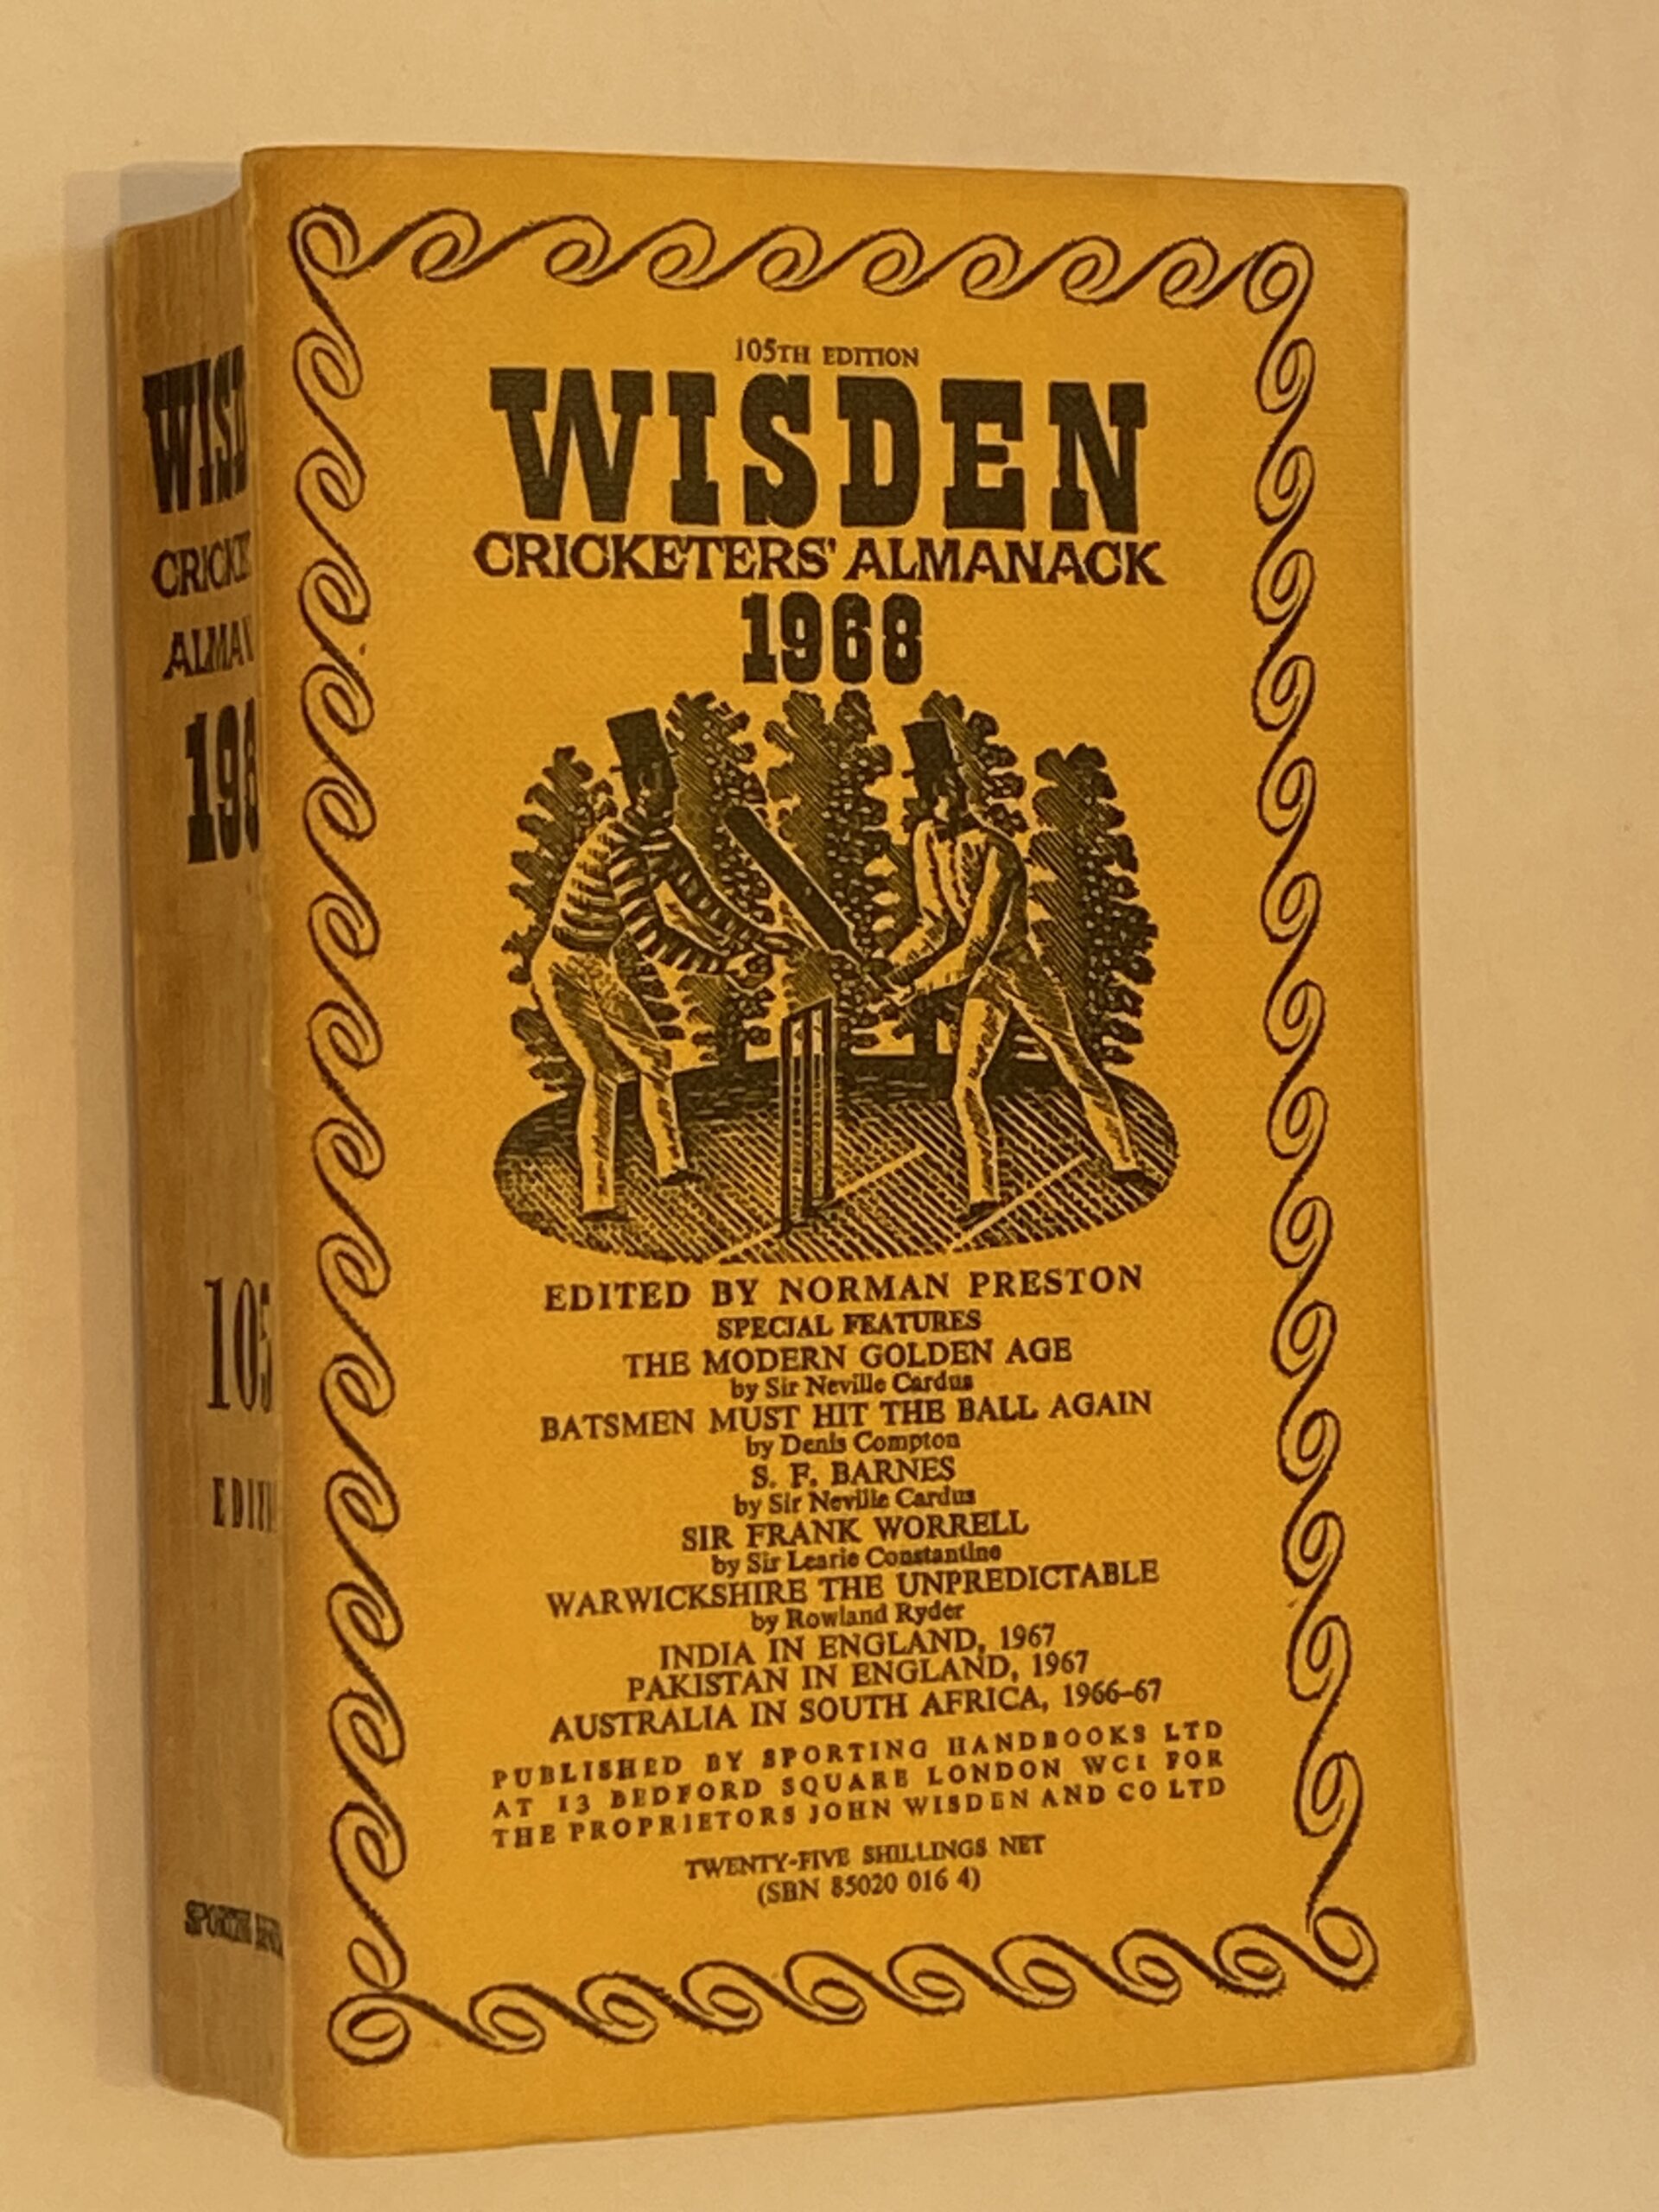 WISD
CRICKE
ALMA
196
105
EDITI
105TH EDITION
WISDEN
CRICKETERS' ALMANACK
1968
EDITED BY NORMAN PRESTON
SPECIAL FEATURES
THE MODERN GOLDEN AGE
by Sir Neville Cardus
BATSMEN MUST HIT THE BALL AGAIN
by Denis Compton
S. F. BARNES
by Sir Neville Cardus
SIR FRANK WORRELL
by Sir Learie Constantine
WARWICKSHIRE THE UNPREDICTABLE
by Rowland Ryder
INDIA IN ENGLAND, 1967
PAKISTAN IN ENGLAND, 1967
AUSTRALIA IN SOUTH AFRICA, 1966–67
PUBLISHED BY SPORTING HANDBOOKS LTD
AT 13 BEDFORD SQUARE LONDON WC1 FOR
THE PROPRIETORS JOHN WISDEN AND CO LTD
TWENTY-FIVE SHILLINGS NET
(SBN 85020 016 4)